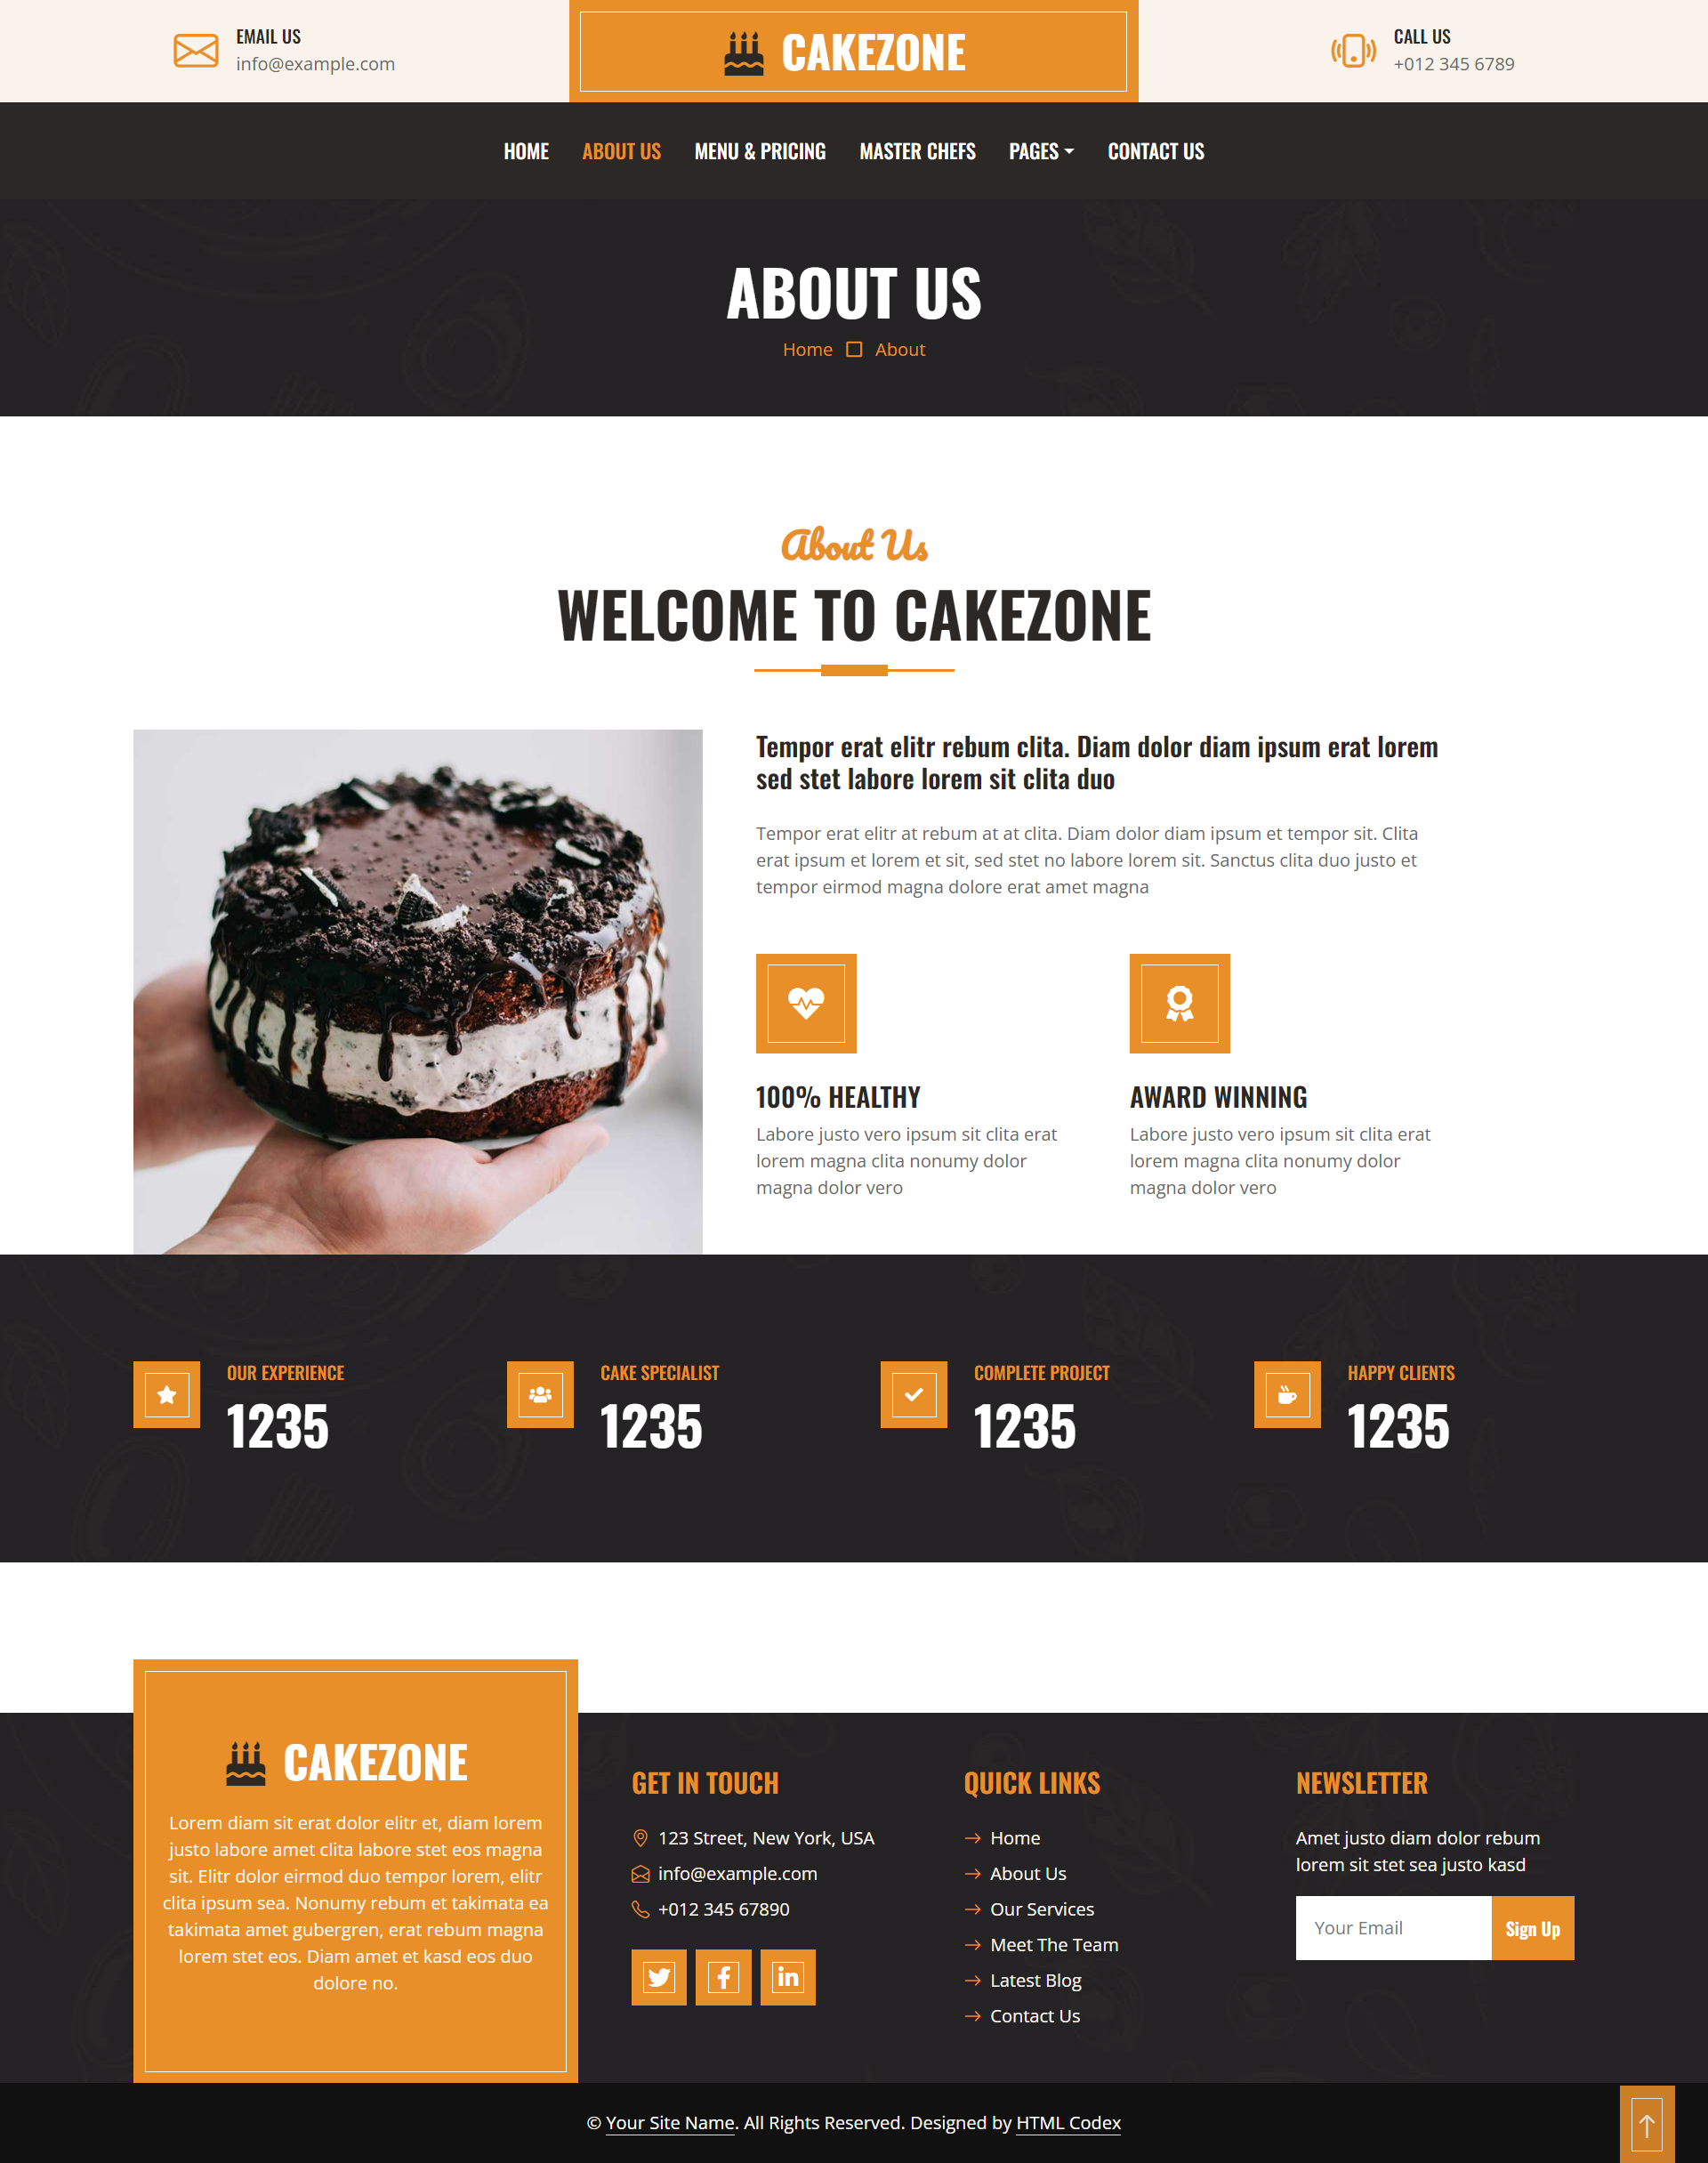 EMAIL US
info@example.com
CAKEZONE
CALL US
+012 345 6789
HOME
ABOUT US
MENU & PRICING
MASTER CHEFS
PAGES
CONTACT US
ABOUT US
Home
About
About Us
WELCOME TO CAKEZONE
Tempor erat elitr rebum clita. Diam dolor diam ipsum erat lorem
sed stet labore lorem sit clita duo
Tempor erat elitr at rebum at at clita. Diam dolor diam ipsum et tempor sit. Clita
erat ipsum et lorem et sit, sed stet no labore lorem sit. Sanctus clita duo justo et
tempor eirmod magna dolore erat amet magna
100% HEALTHY
Labore justo vero ipsum sit clita erat
lorem magna clita nonumy dolor
magna dolor vero
AWARD WINNING
Labore justo vero ipsum sit clita erat
lorem magna clita nonumy dolor
magna dolor vero
OUR EXPERIENCE
1235
CAKE SPECIALIST
1235
COMPLETE PROJECT
1235
HAPPY CLIENTS
1235
CAKEZONE
Lorem diam sit erat dolor elitr et, diam lorem
justo labore amet clita labore stet eos magna
sit. Elitr dolor eirmod duo tempor lorem, elitr
clita ipsum sea. Nonumy rebum et takimata ea
takimata amet gubergren, erat rebum magna
lorem stet eos. Diam amet et kasd eos duo
dolore no.
GET IN TOUCH
123 Street, New York, USA
info@example.com
+012 345 67890
QUICK LINKS
Home
About Us
Our Services
Meet The Team
Latest Blog
Contact Us
NEWSLETTER
Amet justo diam dolor rebum
lorem sit stet sea justo kasd
Your Email
Sign Up
© Your Site Name. All Rights Reserved. Designed by HTML Codex